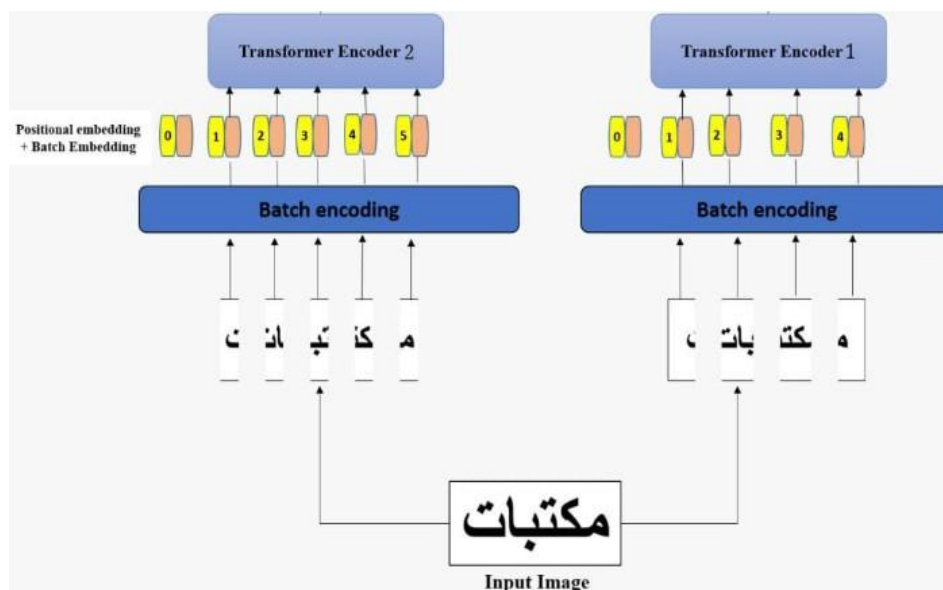 Transformer Encoder 2
Transformer Encoder 1
Positional embedding
+ Batch Embedding
0 1 2 3 4 5
0 1 2 3 4
Batch encoding
Batch encoding
مكتبات
Input Image